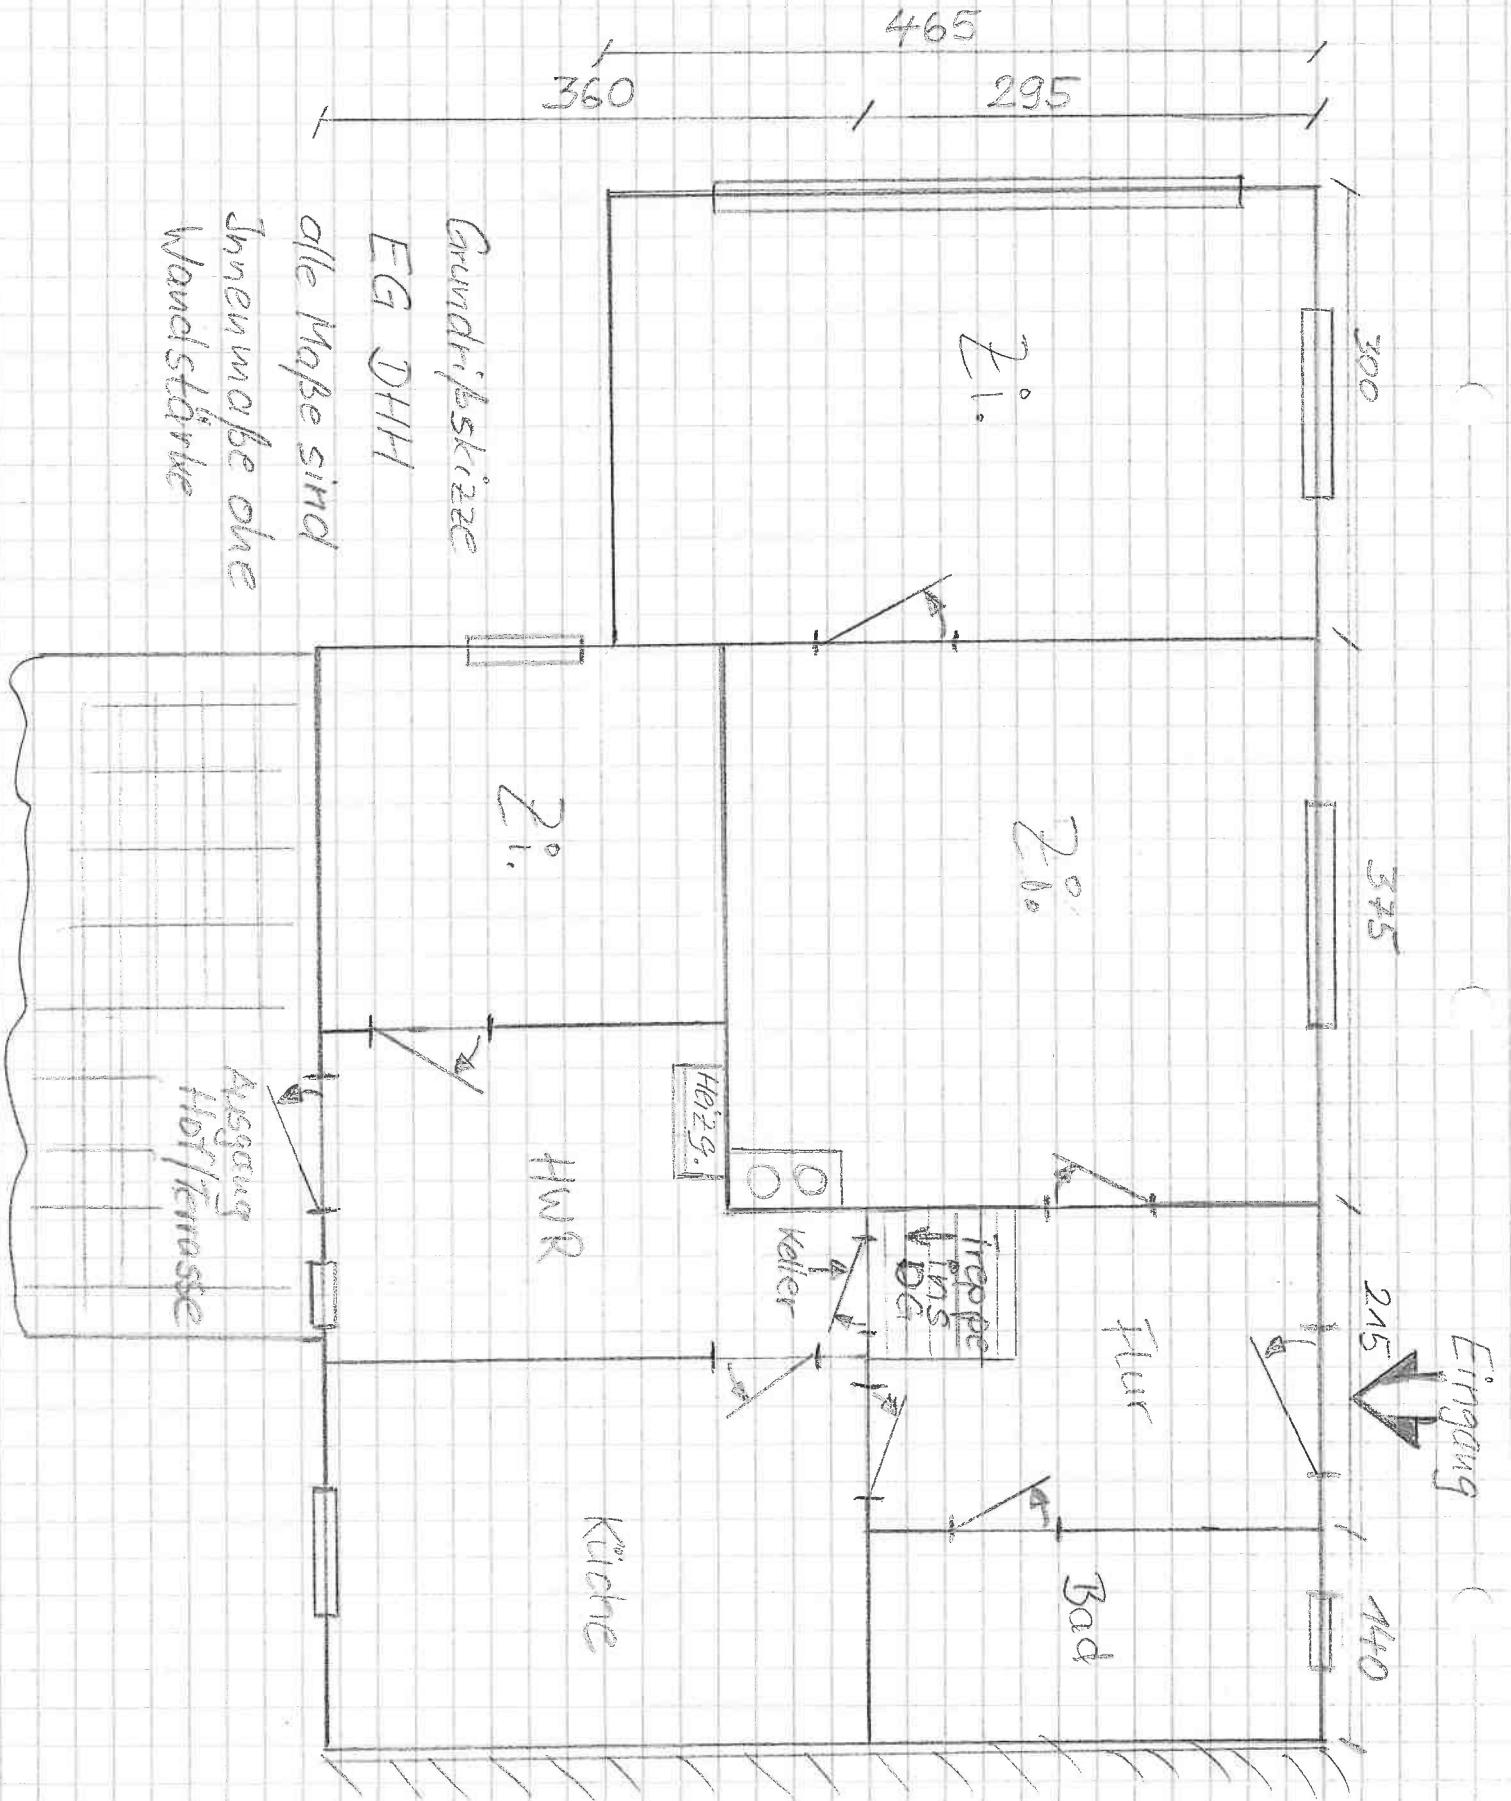 465
360
295
300
375
215
140
Eingang
Zi.
Zi.
Zi.
Flur
Bad
Treppe
ins
DG
Keller
Heizg.
HWR
Küche
Ausgang
Hof/Terrasse
Grundrißskizze
EG DHH
alle Maße sind
Innenmaße ohne
Wandstärke